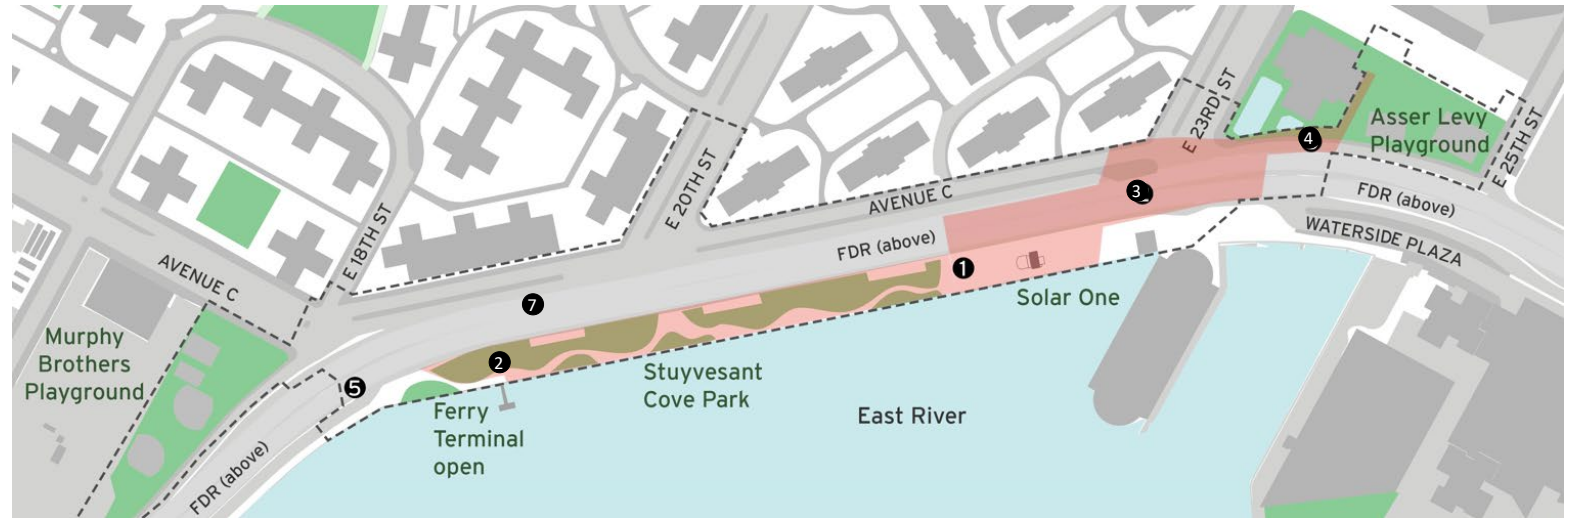 E 23RD ST
Asser Levy
Playground
4
E 25TH ST
E 20TH ST
AVENUE C
3
FDR (above)
WATERSIDE PLAZA
E 18TH ST
FDR (above)
1
AVENUE C
Solar One
7
Murphy
Brothers
Playground
2
Stuyvesant
Cove Park
5
Ferry
Terminal
open
East River
FDR (above)